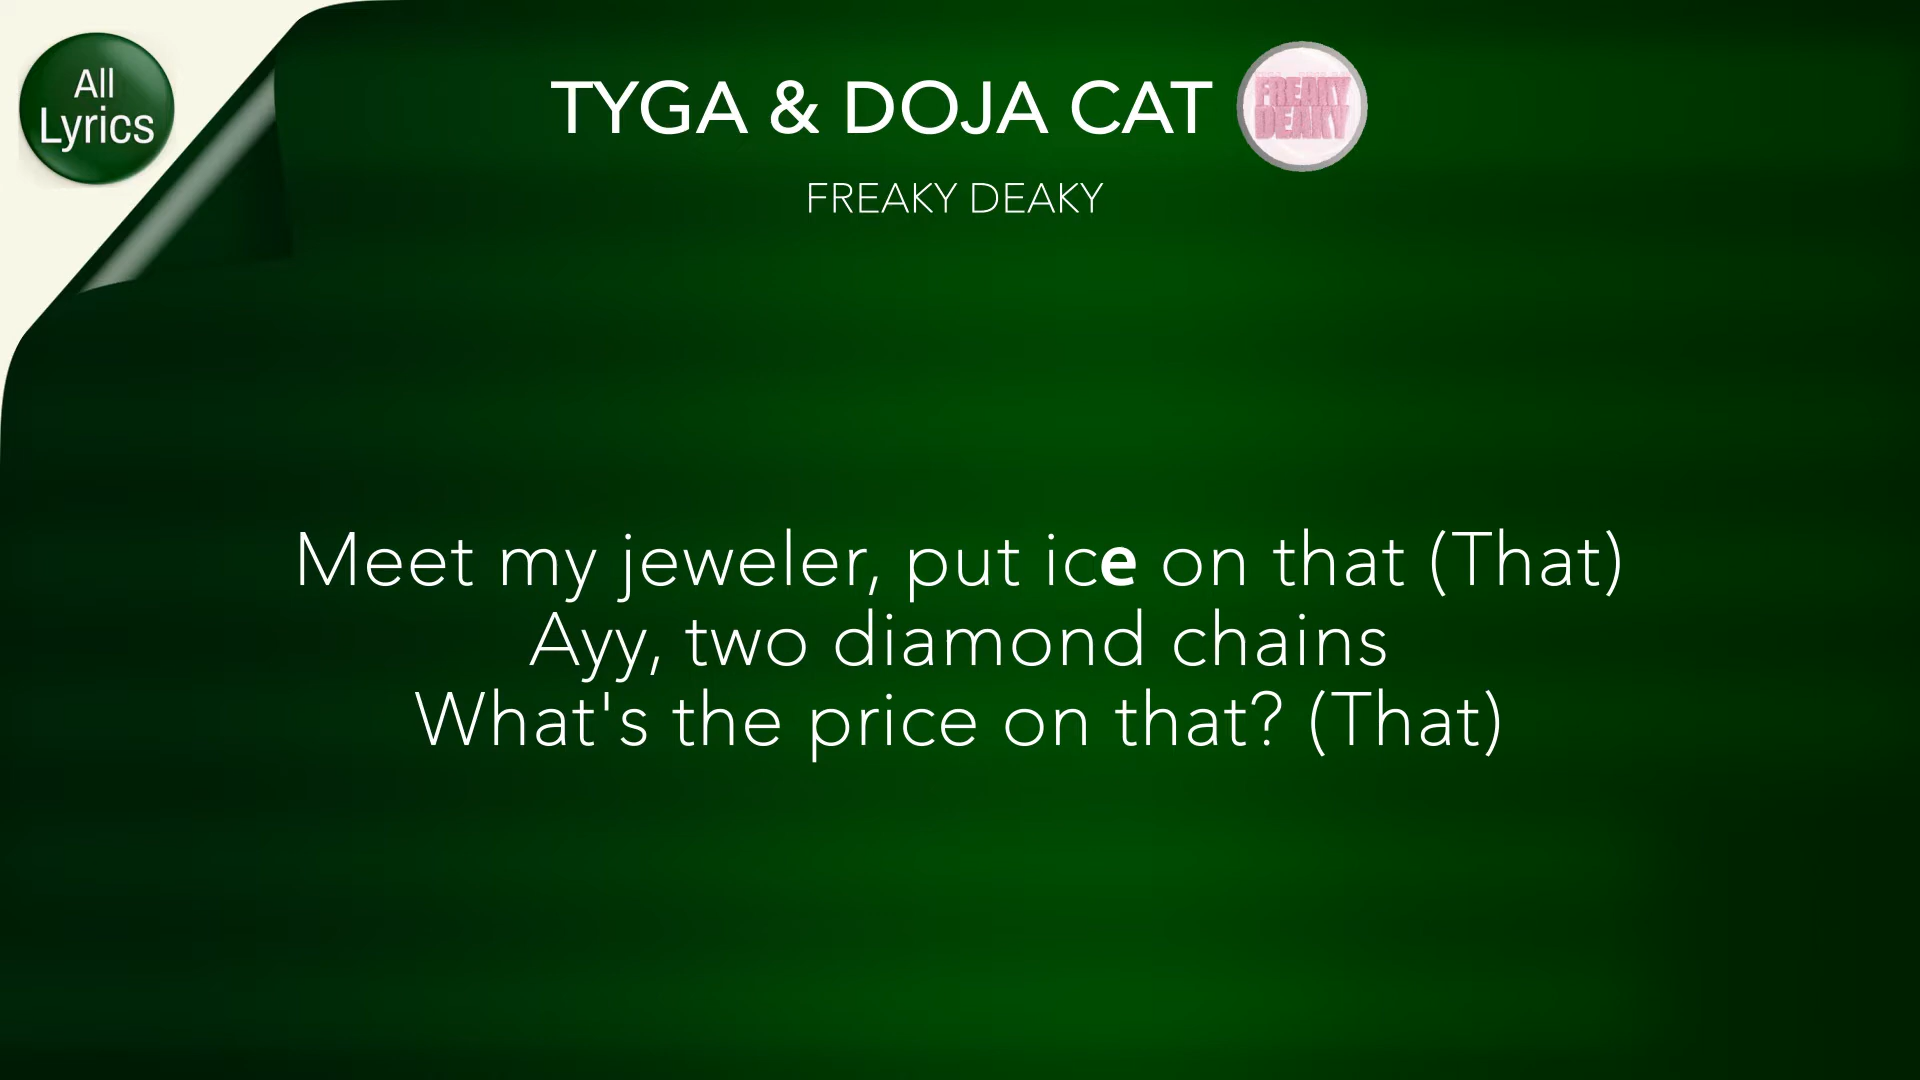 All
Lyrics
TYGA & DOJA CAT
FREAKY
DEAKY
FREAKY DEAKY
Meet my jeweler, put ice on that (That)
Ayy, two diamond chains
What's the price on that? (That)